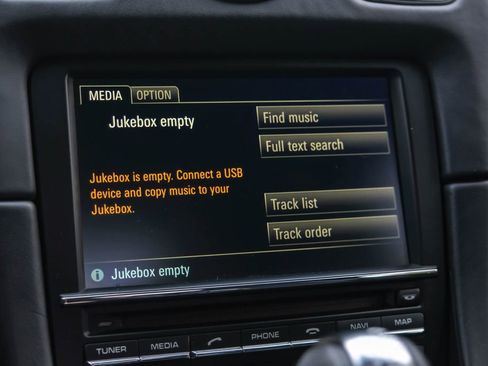 MEDIA OPTION
Jukebox empty
Find music
Full text search
Jukebox is empty. Connect a USB
device and copy music to your
Jukebox.
Track list
Track order
Jukebox empty
TUNER MEDIA PHONE NAVI MAP